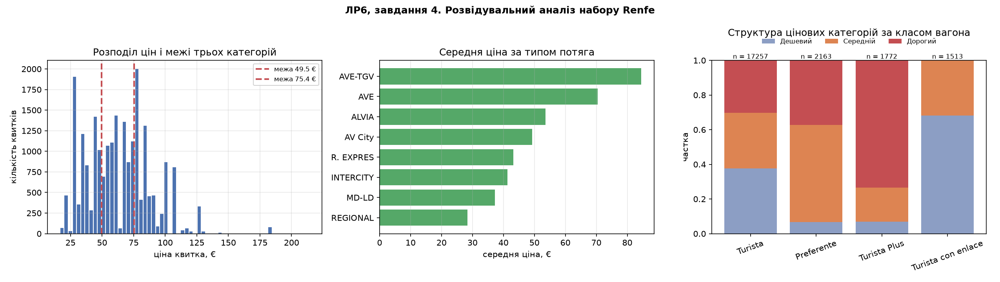 ЛР6, завдання 4. Розвідувальний аналіз набору Renfe
Розподіл цін і межі трьох категорій
межа 49.5 €
межа 75.4 €
кількість квитків
2000
1750
1500
1250
1000
750
500
250
0
25 50 75 100 125 150 175 200
ціна квитка, €
Середня ціна за типом потяга
AVE-TGV
AVE
ALVIA
AV City
R. EXPRES
INTERCITY
MD-LD
REGIONAL
0 10 20 30 40 50 60 70 80
середня ціна, €
Структура цінових категорій за класом вагона
Дешевий Середній Дорогий
n = 17257 n = 2163 n = 1772 n = 1513
частка
1.0
0.8
0.6
0.4
0.2
0.0
Turista Preferente Turista Plus Turista con enlace